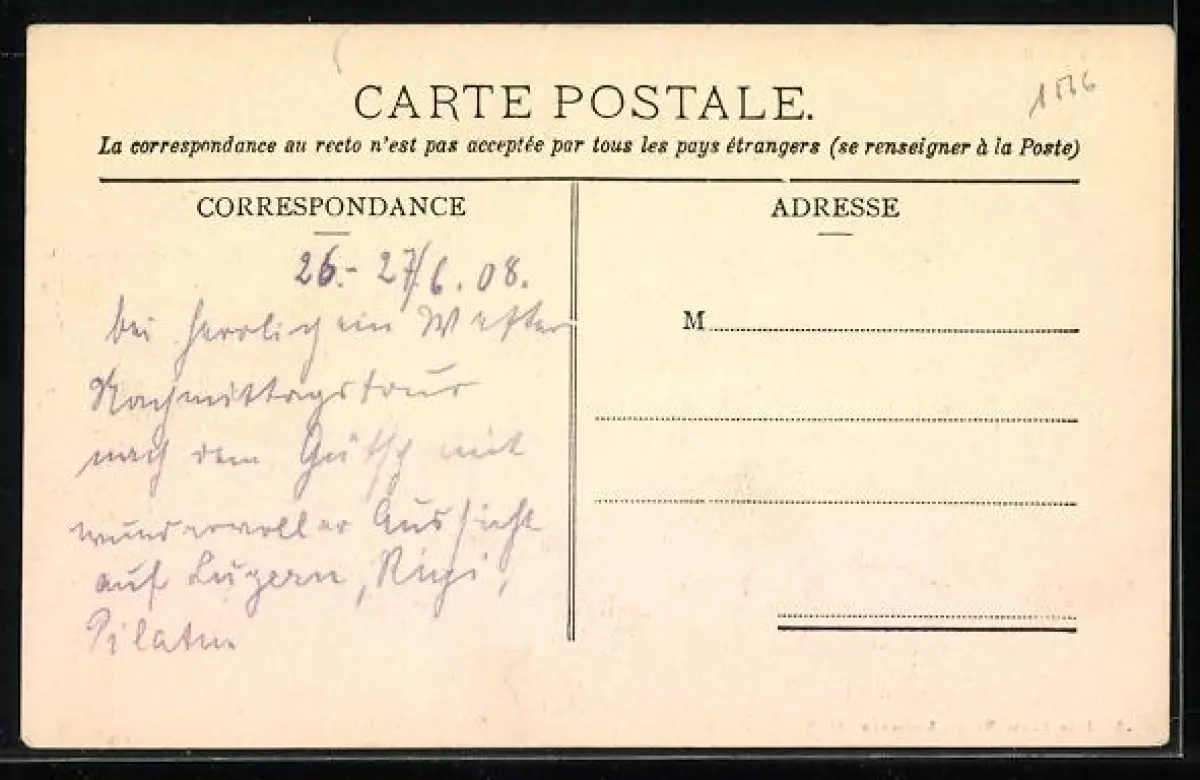 CARTE POSTALE.
La correspondance au recto n'est pas acceptée par tous les pays étrangers (se renseigner à la Poste)
CORRESPONDANCE
ADRESSE
26.- 27/6. 08.
bei herrlichem Wetter
Nachmittagstour
nach dem Gütsch mit
wundervoller Aussicht
auf Luzern, Rigi,
Pilatus
M